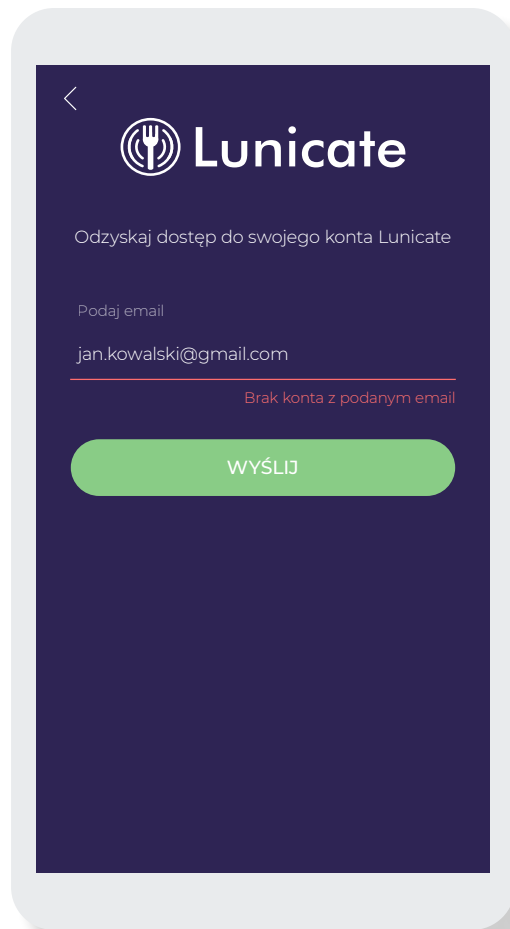 Lunicate
Odzyskaj dostęp do swojego konta Lunicate
Podaj email
jan.kowalski@gmail.com
Brak konta z podanym email
WYŚLIJ